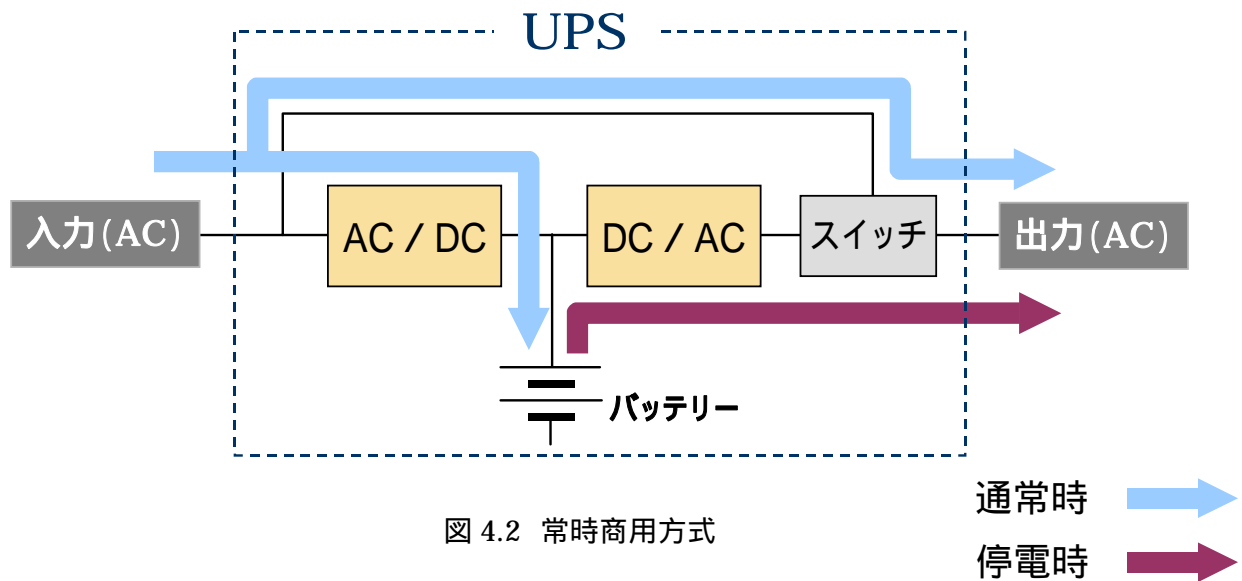 UPS
入力(AC)
AC / DC
DC / AC
スイッチ
出力(AC)
バッテリー
通常時
図 4.2 常時商用方式
停電時